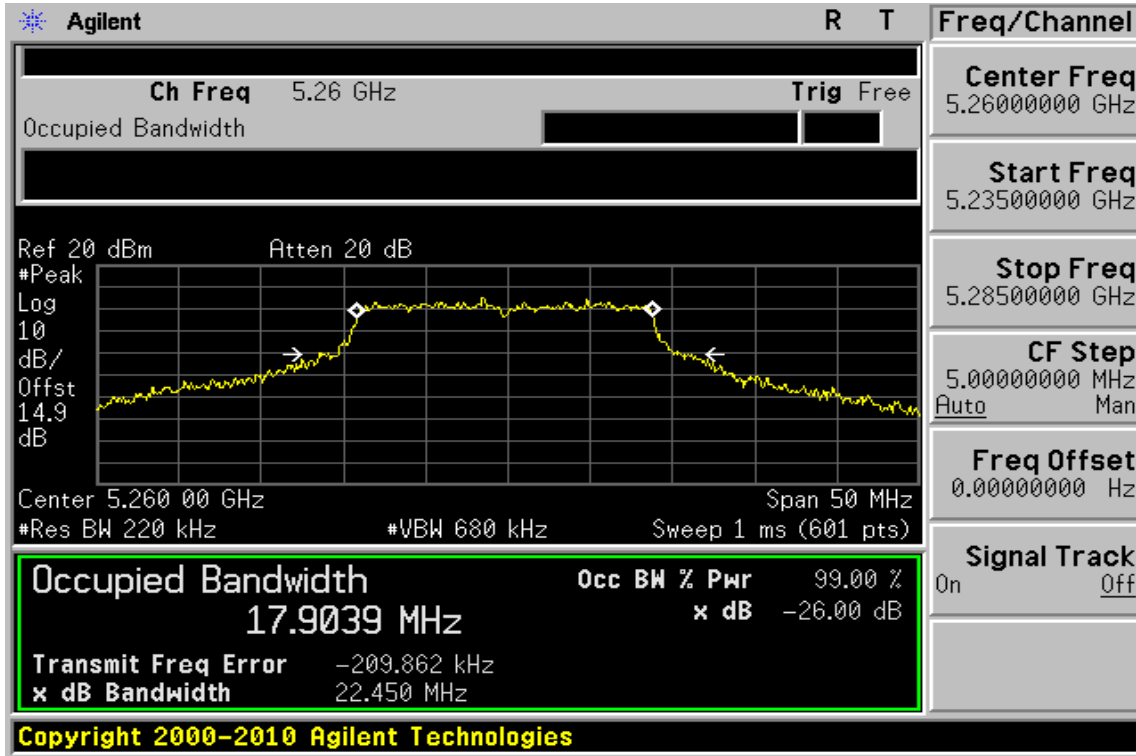 Agilent R T
Ch Freq 5.26 GHz Trig Free
Occupied Bandwidth
Ref 20 dBm Atten 20 dB
#Peak
Log
10
dB/
Offst
14.9
dB
Center 5.260 00 GHz Span 50 MHz
#Res BW 220 kHz #VBW 680 kHz Sweep 1 ms (601 pts)
Occupied Bandwidth
17.9039 MHz
Occ BW % Pwr 99.00 %
x dB -26.00 dB
Transmit Freq Error -209.862 kHz
x dB Bandwidth 22.450 MHz
Copyright 2000-2010 Agilent Technologies
Freq/Channel
Center Freq
5.26000000 GHz
Start Freq
5.23500000 GHz
Stop Freq
5.28500000 GHz
CF Step
5.00000000 MHz
Auto Man
Freq Offset
0.00000000 Hz
Signal Track
On Off